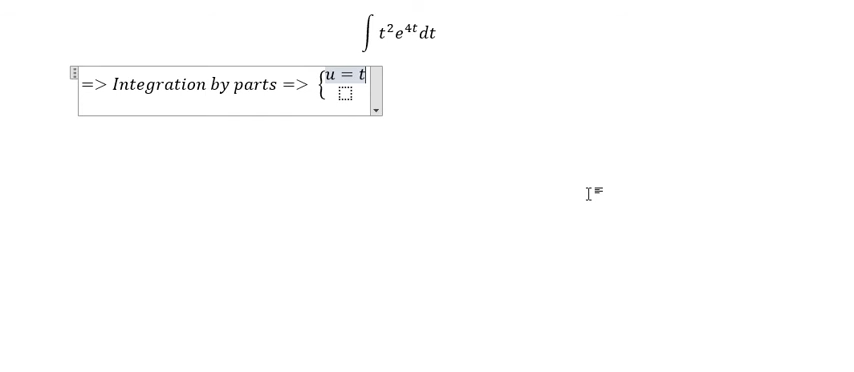 ∫ t²e⁴ᵗdt
=> Integration by parts => { u = t